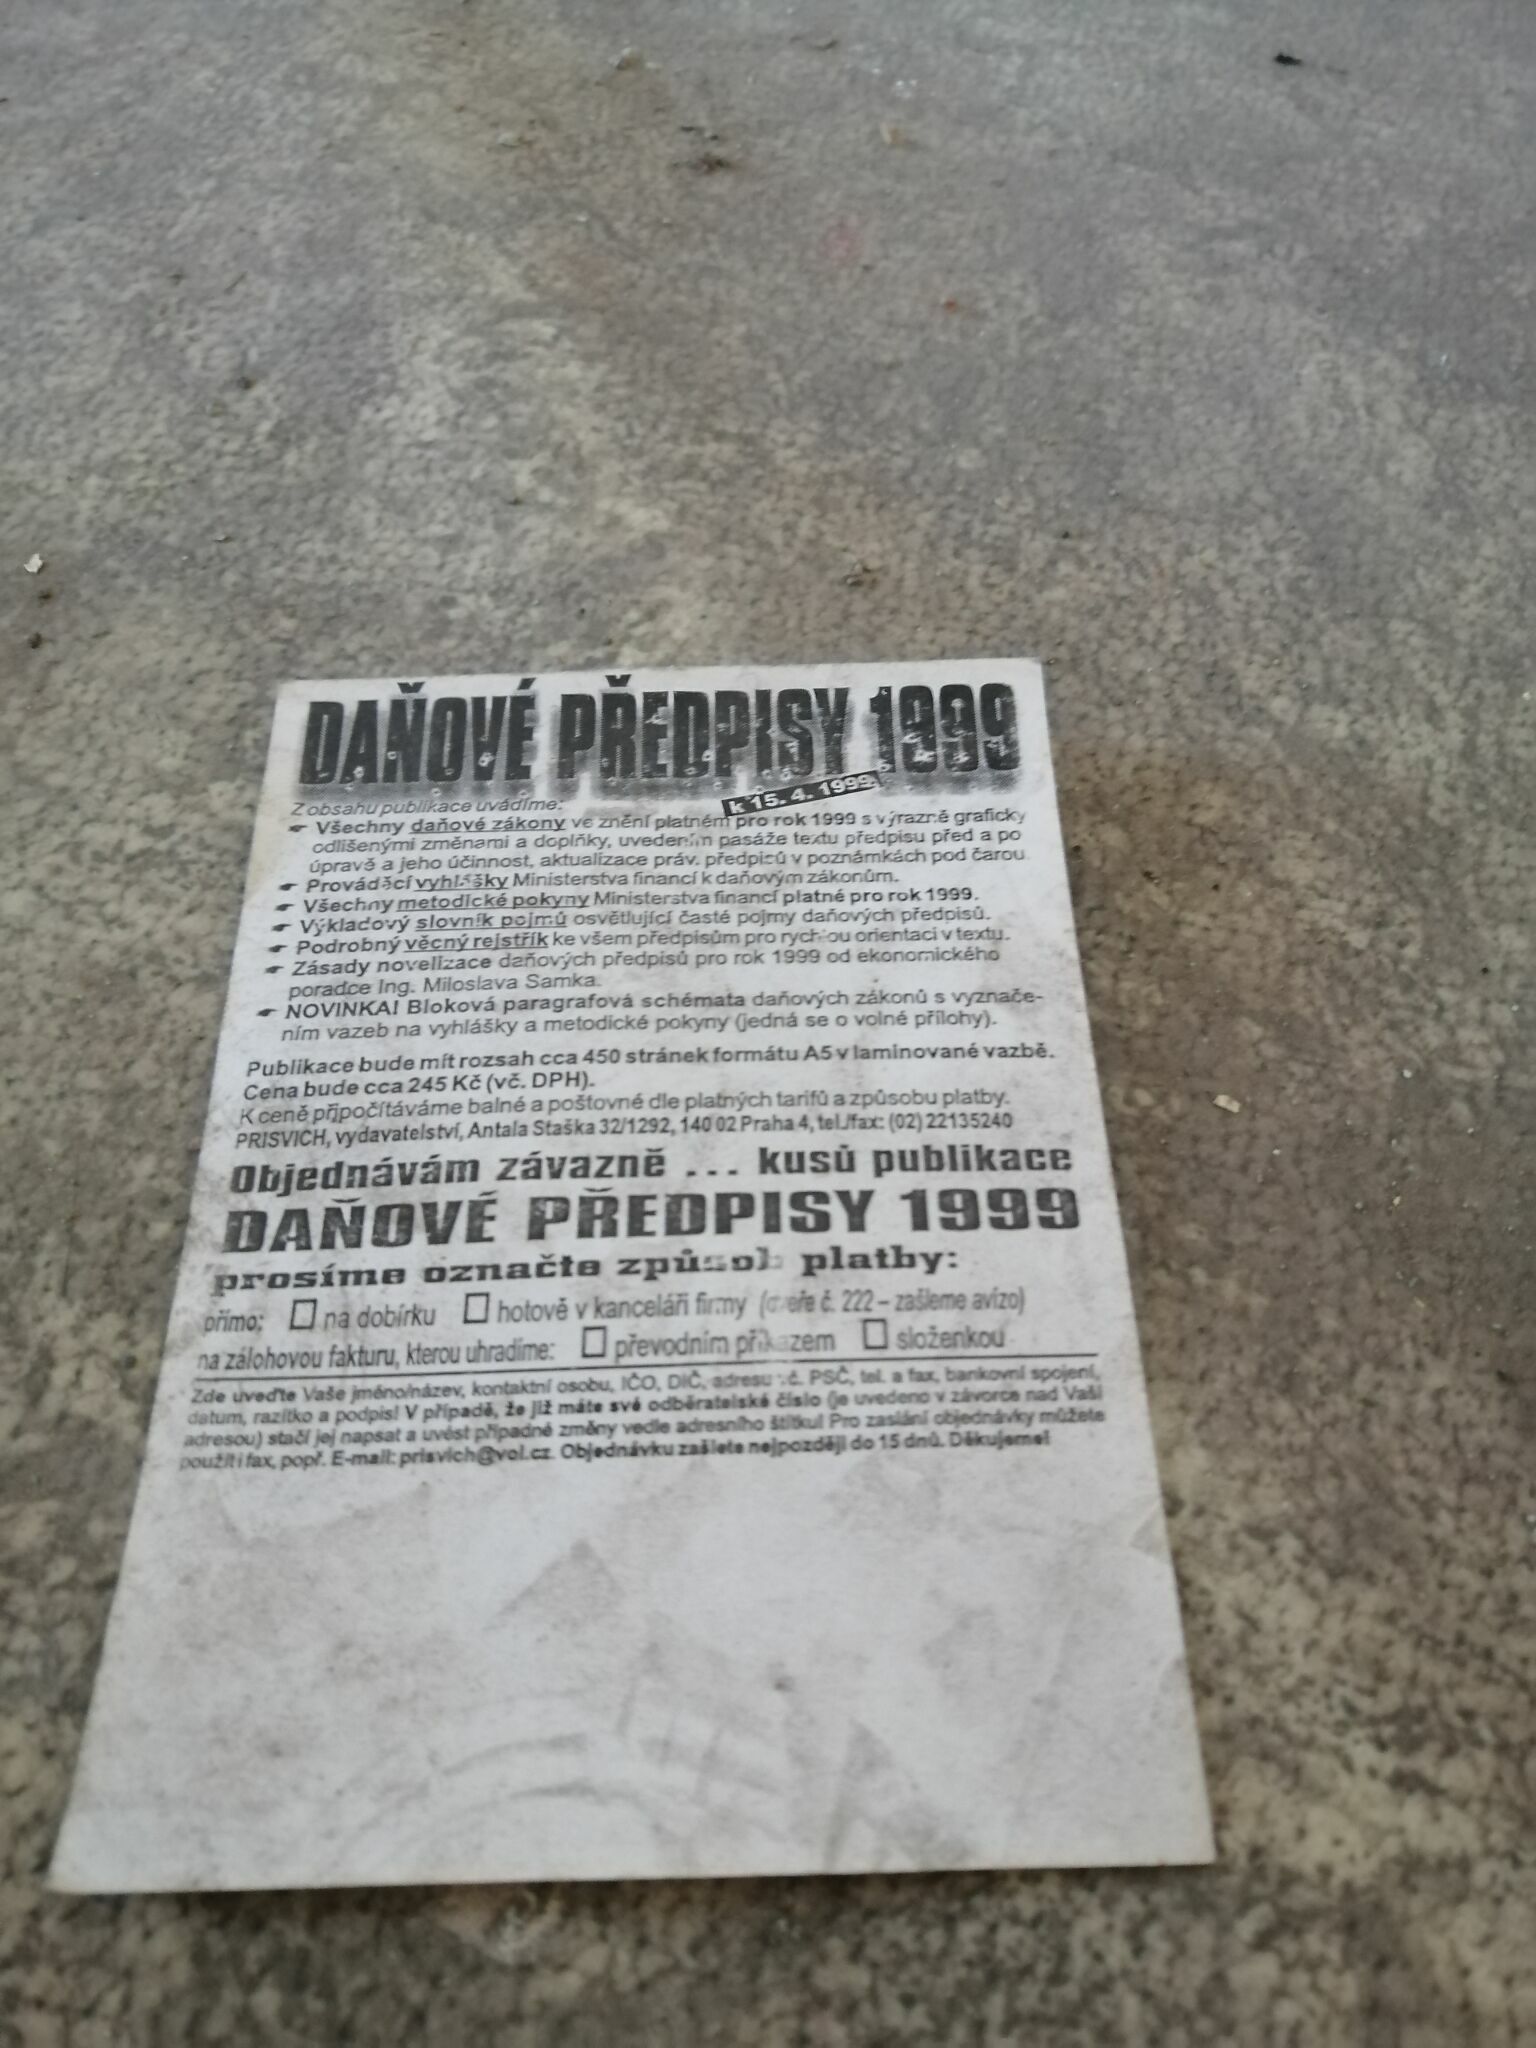 DAŇOVÉ PŘEDPISY 1999
k 15. 4. 1999
Z obsahu publikace uvádíme:
☛ Všechny daňové zákony ve znění platném pro rok 1999 s výrazně graficky
odlišenými změnami a doplňky, uvedením pasáže textu předpisu před a po
úpravě a jeho účinnost, aktualizace práv. předpisů v poznámkách pod čarou
☛ Prováděcí vyhlášky Ministerstva financí k daňovým zákonům.
☛ Všechny metodické pokyny Ministerstva financí platné pro rok 1999.
☛ Výkladový slovník pojmů osvětlující časté pojmy daňových předpisů.
☛ Podrobný věcný rejstřík ke všem předpisům pro rychlou orientaci v textu.
☛ Zásady novelizace daňových předpisů pro rok 1999 od ekonomického
poradce Ing. Miloslava Samka.
☛ NOVINKA! Bloková paragrafová schémata daňových zákonů s vyznače-
ním vazeb na vyhlášky a metodické pokyny (jedná se o volné přílohy).
Publikace bude mít rozsah cca 450 stránek formátu A5 v laminované vazbě.
Cena bude cca 245 Kč (vč. DPH).
K ceně připočítáváme balné a poštovné dle platných tarifů a způsobu platby.
PRISVICH, vydavatelství, Antala Staška 32/1292, 140 02 Praha 4, tel./fax: (02) 22135240
Objednávám závazně ... kusů publikace
DAŇOVÉ PŘEDPISY 1999
prosíme označte způsob platby:
přímo: ☐ na dobírku ☐ hotově v kanceláři firmy (dveře č. 222 – zašleme avízo)
na zálohovou fakturu, kterou uhradíme: ☐ převodním příkazem ☐ složenkou
Zde uveďte Vaše jméno/název, kontaktní osobu, IČO, DIČ, adresu vč. PSČ, tel. a fax, bankovní spojení,
datum, razítko a podpis! V případě, že již máte své odběratelské číslo (je uvedeno v závorce nad Vaší
adresou) stačí jej napsat a uvést případné změny vedle adresního štítku! Pro zaslání objednávky můžete
použít i fax, popř. E-mail: prisvich@vol.cz. Objednávku zašlete nejpozději do 15 dnů. Děkujeme!